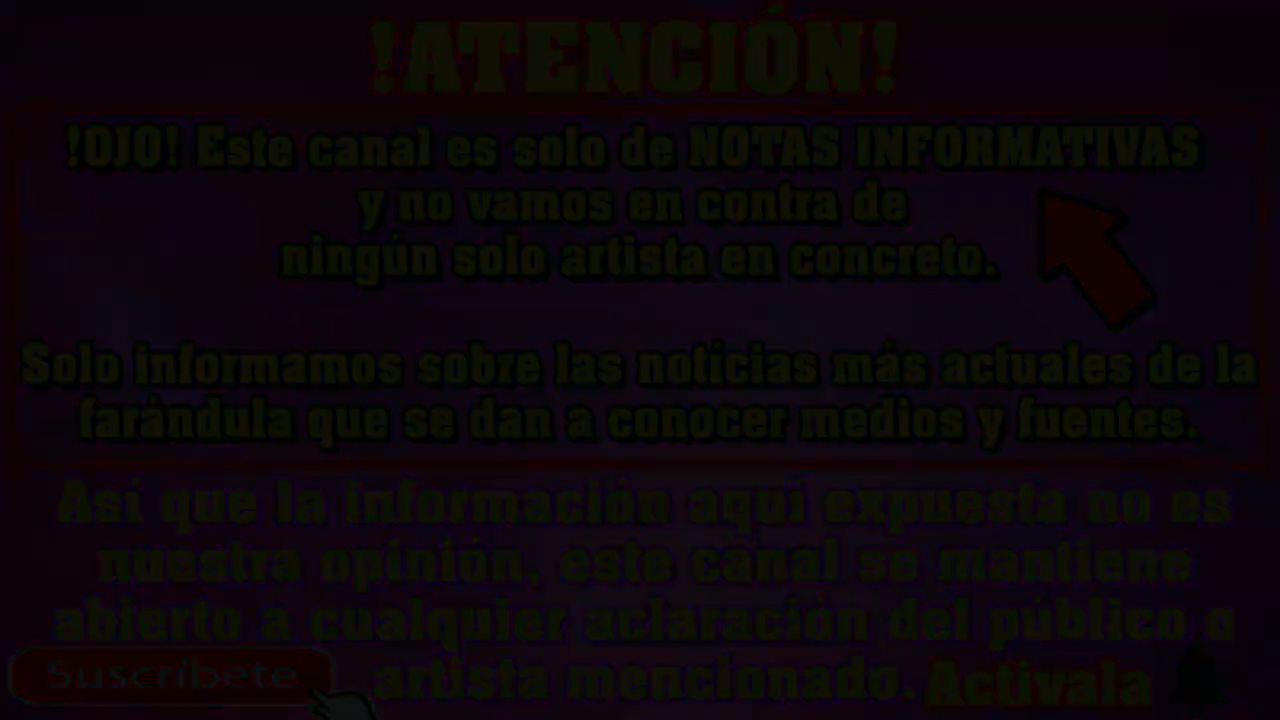 !ATENCIÓN!
!OJO! Este canal es solo de NOTAS INFORMATIVAS
y no vamos en contra de
ningún solo artista en concreto.
Solo informamos sobre las noticias más actuales de la
farándula que se dan a conocer medios y fuentes.
Así que la información aquí expuesta no es
nuestra opinión, este canal se mantiene
abierto a cualquier aclaración del público o
artista mencionado. Activala
Suscríbete